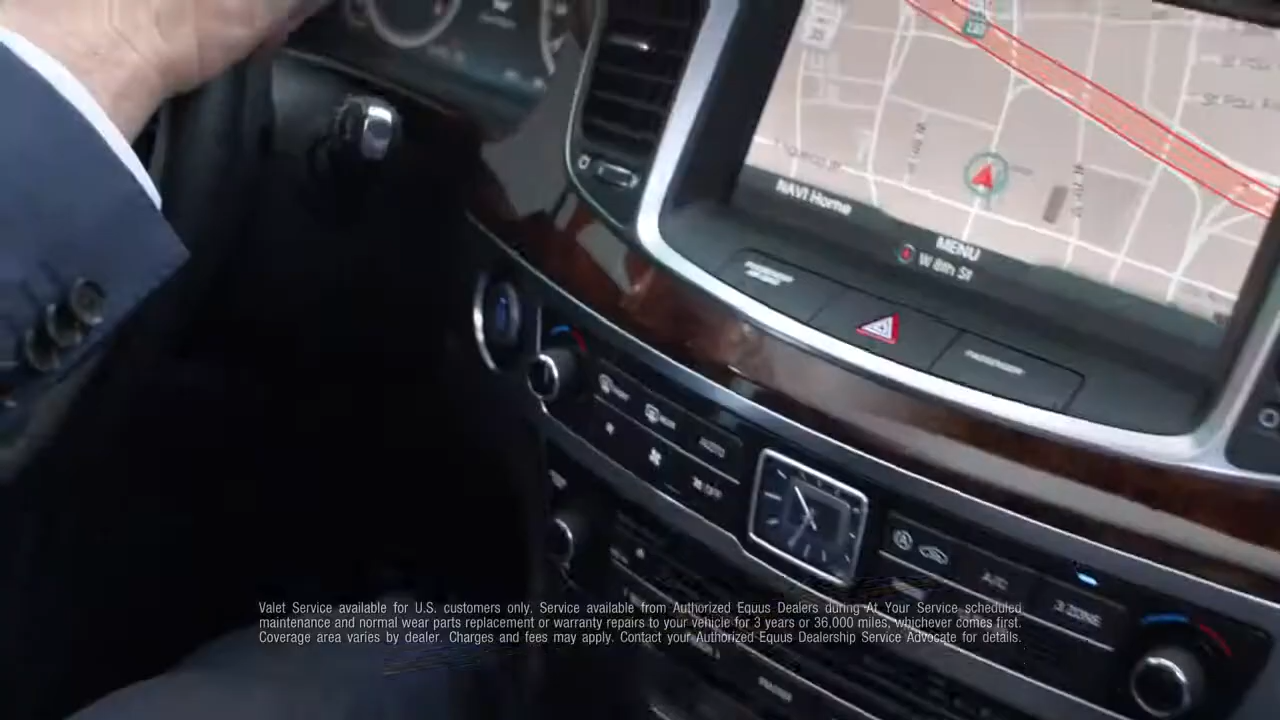 NAVI Home
MENU
W 8th St
PASSENGER
AUTO
OFF
A/C
3 ZONE
Valet Service available for U.S. customers only. Service available from Authorized Equus Dealers during At Your Service scheduled
maintenance and normal wear parts replacement or warranty repairs to your vehicle for 3 years or 36,000 miles, whichever comes first.
Coverage area varies by dealer. Charges and fees may apply. Contact your Authorized Equus Dealership Service Advocate for details.